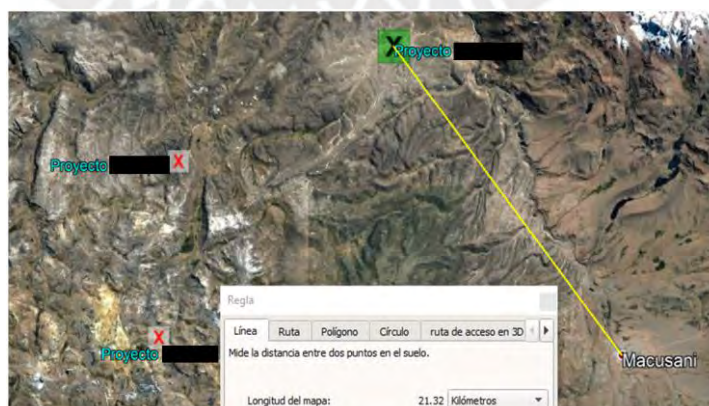 X
Proyecto
Proyecto
X
Regla
Línea Ruta Polígono Círculo ruta de acceso en 3D
Mide la distancia entre dos puntos en el suelo.
X
Proyecto
Macusani
Longitud del mapa: 21.32 Kilómetros